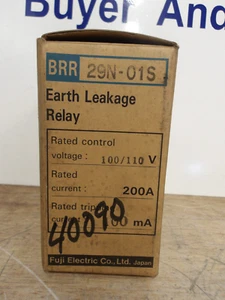 Buyer And
BRR 29N-01S
Earth Leakage
Relay
Rated control
voltage: 100/110 V
Rated
current: 200A
Rated
mA
40090
Fuji Electric Co., Ltd. Japan